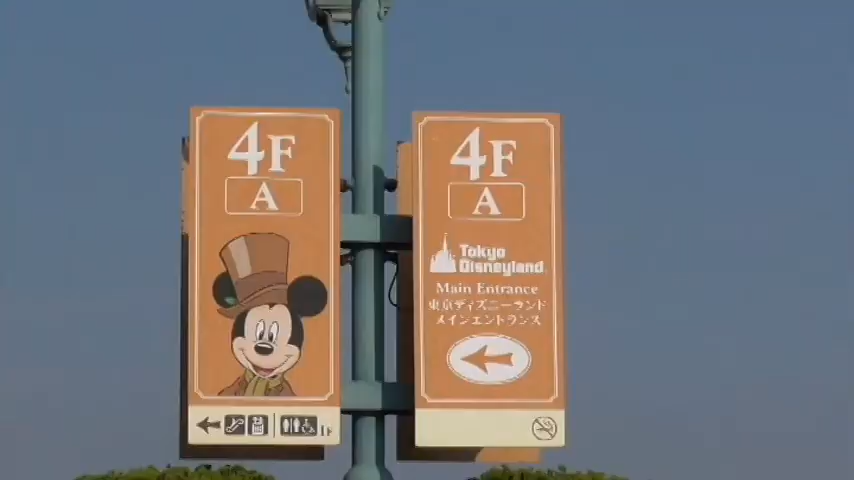 4F
A
1F
4F
A
Tokyo
Disneyland
Main Entrance
東京ディズニーランド
メインエントランス